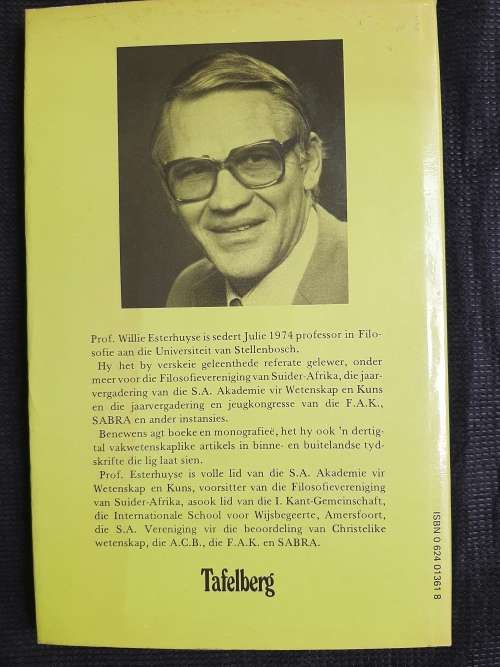 Prof. Willie Esterhuyse is sedert Julie 1974 professor in Filo-
sofie aan die Universiteit van Stellenbosch.
Hy het by verskeie geleenthede referate gelewer, onder
meer voor die Filosofievereniging van Suider-Afrika, die jaar-
vergadering van die S.A. Akademie vir Wetenskap en Kuns
en die jaarvergadering en jeugkongresse van die F.A.K.,
SABRA en ander instansies.
Benewens agt boeke en monografieë, het hy ook 'n dertig-
tal vakwetenskaplike artikels in binne- en buitelandse tyd-
skrifte die lig laat sien.
Prof. Esterhuyse is volle lid van die S.A. Akademie vir
Wetenskap en Kuns, voorsitter van die Filosofievereniging
van Suider-Afrika, asook lid van die I. Kant-Gemeinschaft,
die Internationale School voor Wijsbegeerte, Amersfoort,
die S.A. Vereniging vir die beoordeling van Christelike
wetenskap, die A.C.B., die F.A.K. en SABRA.
Tafelberg
ISBN 0 624 01361 8